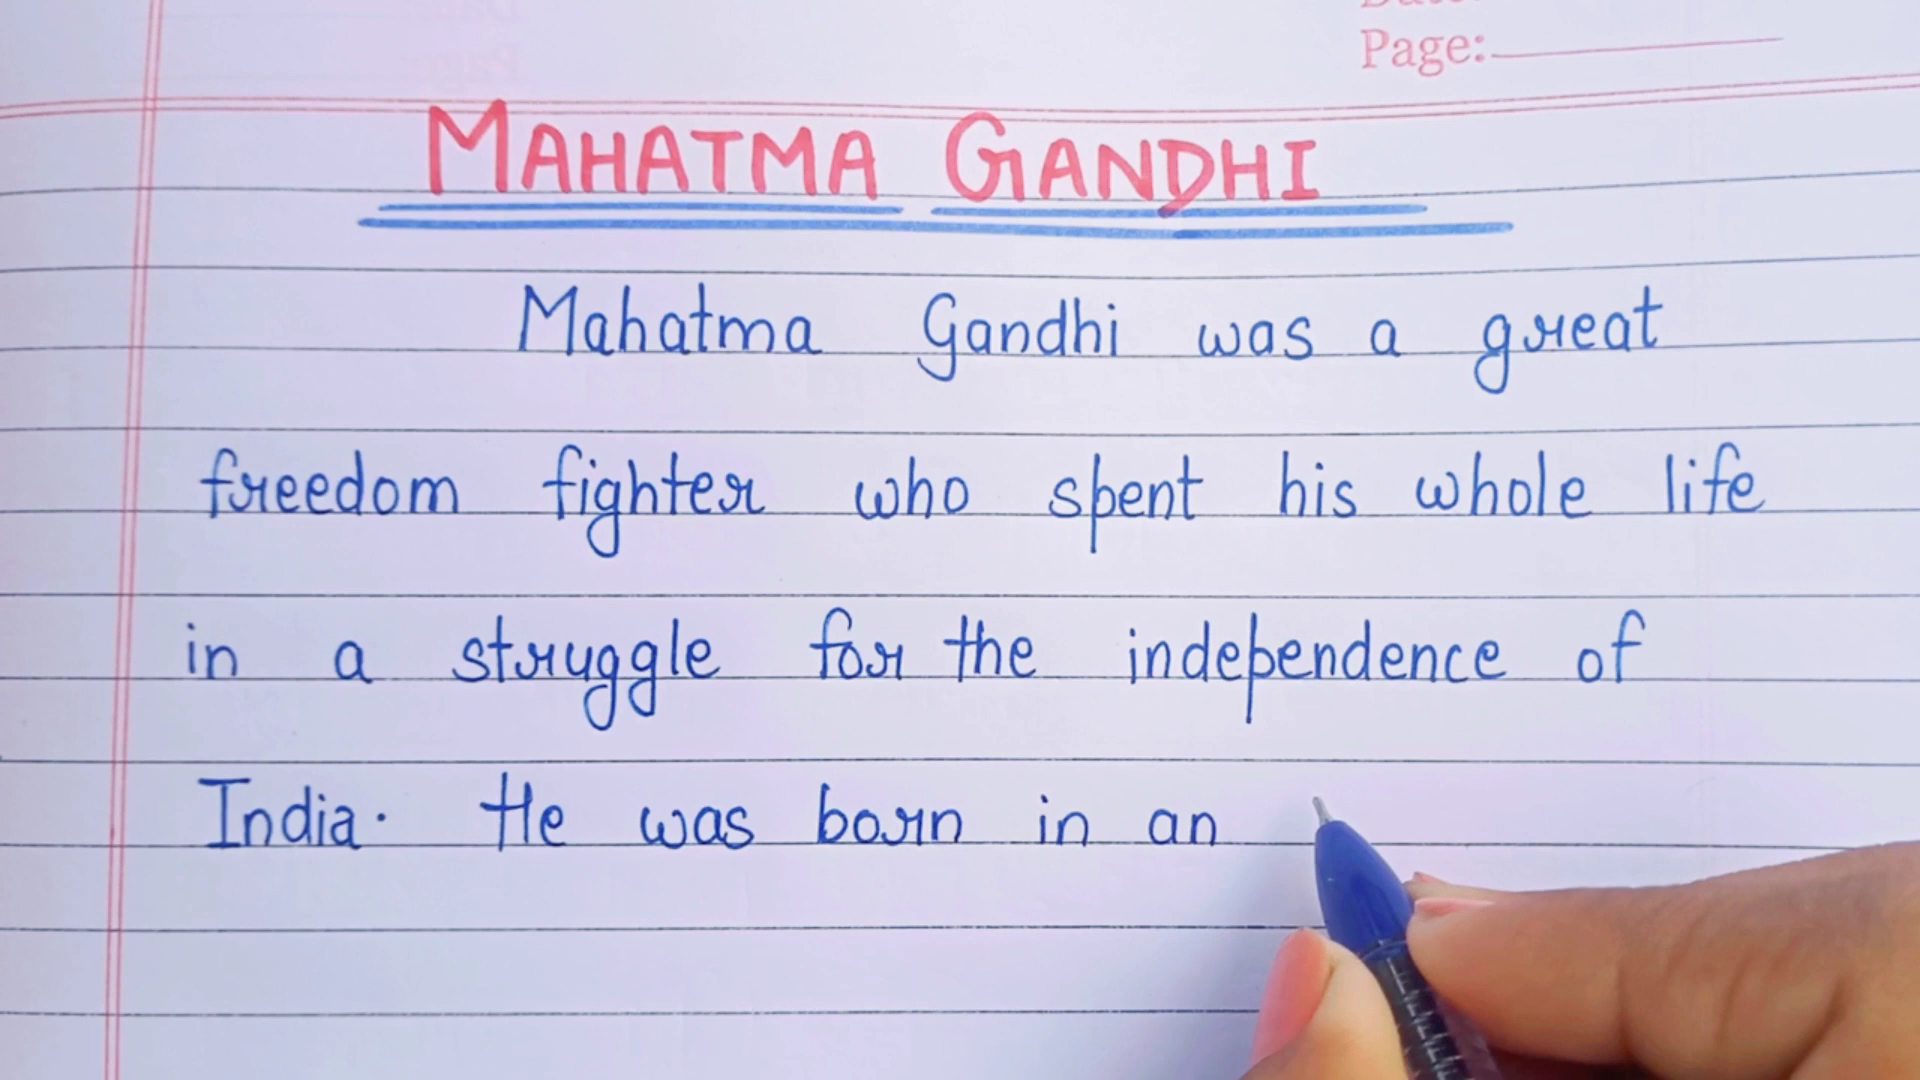 Page:
MAHATMA GANDHI
Mahatma Gandhi was a great
freedom fighter who spent his whole life
in a struggle for the independence of
India. He was born in an